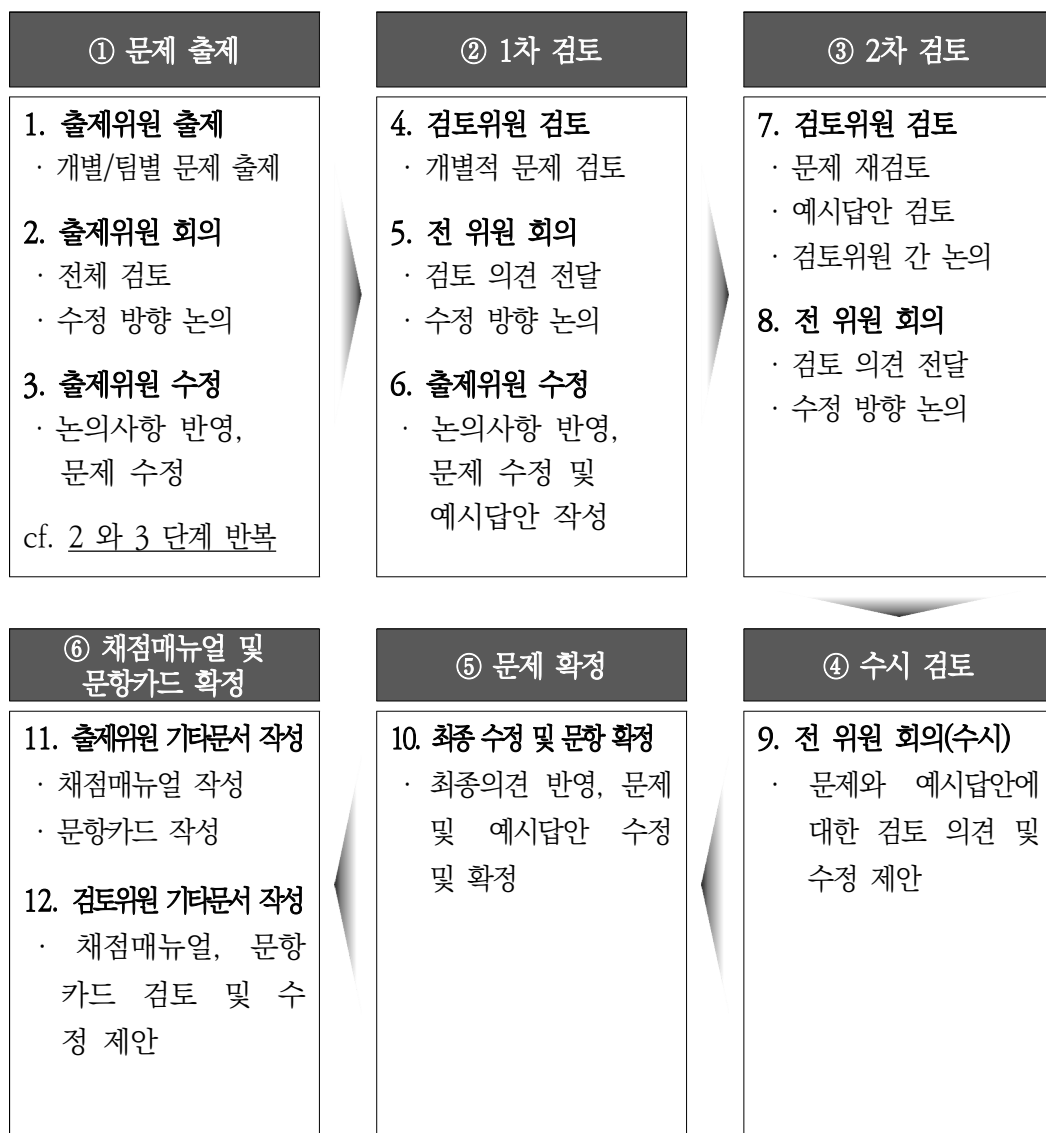 ① 문제 출제
1. 출제위원 출제
· 개별/팀별 문제 출제
2. 출제위원 회의
· 전체 검토
· 수정 방향 논의
3. 출제위원 수정
· 논의사항 반영,
문제 수정
cf. 2 와 3 단계 반복
② 1차 검토
4. 검토위원 검토
· 개별적 문제 검토
5. 전 위원 회의
· 검토 의견 전달
· 수정 방향 논의
6. 출제위원 수정
· 논의사항 반영,
문제 수정 및
예시답안 작성
③ 2차 검토
7. 검토위원 검토
· 문제 재검토
· 예시답안 검토
· 검토위원 간 논의
8. 전 위원 회의
· 검토 의견 전달
· 수정 방향 논의
④ 수시 검토
9. 전 위원 회의(수시)
· 문제와 예시답안에
대한 검토 의견 및
수정 제안
⑤ 문제 확정
10. 최종 수정 및 문항 확정
· 최종의견 반영, 문제
및 예시답안 수정
및 확정
⑥ 채점매뉴얼 및
문항카드 확정
11. 출제위원 기타문서 작성
· 채점매뉴얼 작성
· 문항카드 작성
12. 검토위원 기타문서 작성
· 채점매뉴얼, 문항
카드 검토 및 수
정 제안